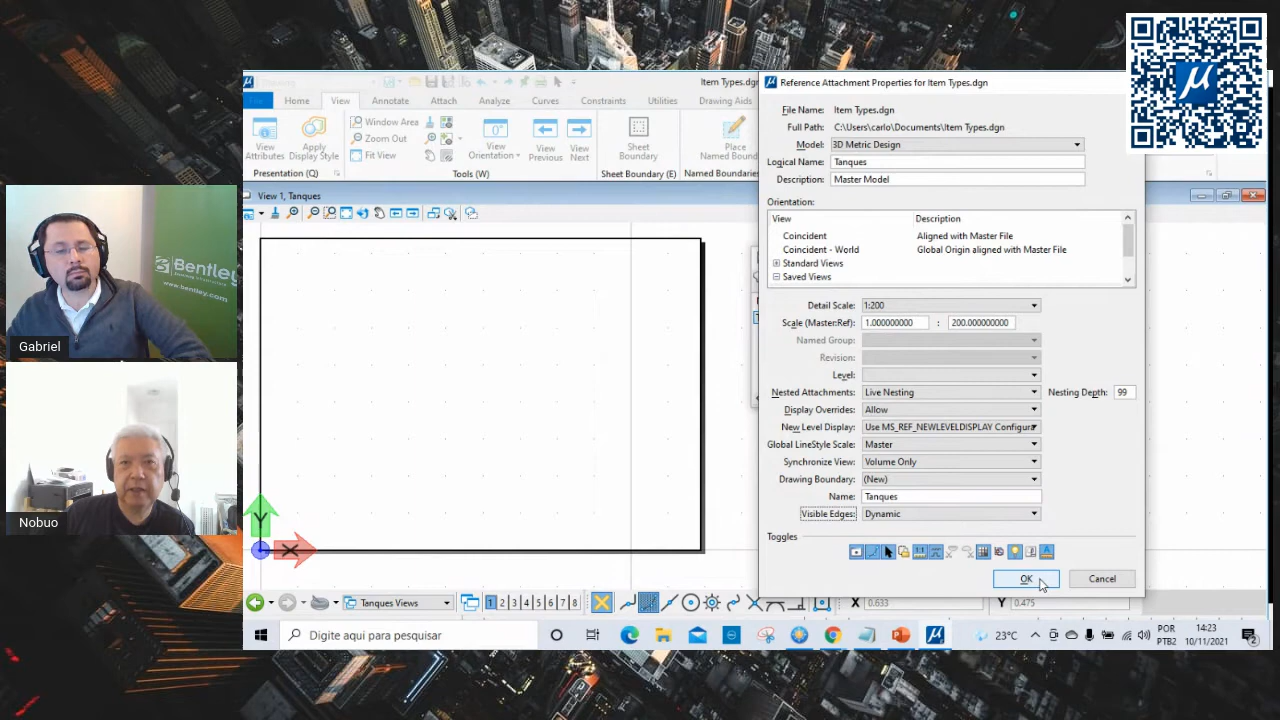 Item Types.dgn
Home View Annotate Attach Analyze Curves Constraints Utilities Drawing Aids
View Attributes
Apply Display Style
Window Area
Zoom Out
Fit View
View Orientation
View Previous
View Next
Sheet Boundary
Place Named Bound
Presentation (Q) Tools (W) Sheet Boundary (E) Named Boundaries
View 1, Tanques
Reference Attachment Properties for Item Types.dgn
File Name: Item Types.dgn
Full Path: C:\Users\carlo\Documents\Item Types.dgn
Model: 3D Metric Design
Logical Name: Tanques
Description: Master Model
Orientation:
View Description
Coincident Aligned with Master File
Coincident - World Global Origin aligned with Master File
Standard Views
Saved Views
Detail Scale: 1:200
Scale (Master:Ref): 1.000000000 : 200.000000000
Named Group:
Revision:
Level:
Nested Attachments: Live Nesting Nesting Depth: 99
Display Overrides: Allow
New Level Display: Use MS_REF_NEWLEVELDISPLAY Configura
Global LineStyle Scale: Master
Synchronize View: Volume Only
Drawing Boundary: (New)
Name: Tanques
Visible Edges: Dynamic
Toggles
OK Cancel
Bentley
www.bentley.com
Gabriel
Nobuo
Y
X
Tanques Views 1 2 3 4 5 6 7 8 X 0.633 Y 0.475
Digite aqui para pesquisar
23°C
POR
PTB2
14:23
10/11/2021
2
μ